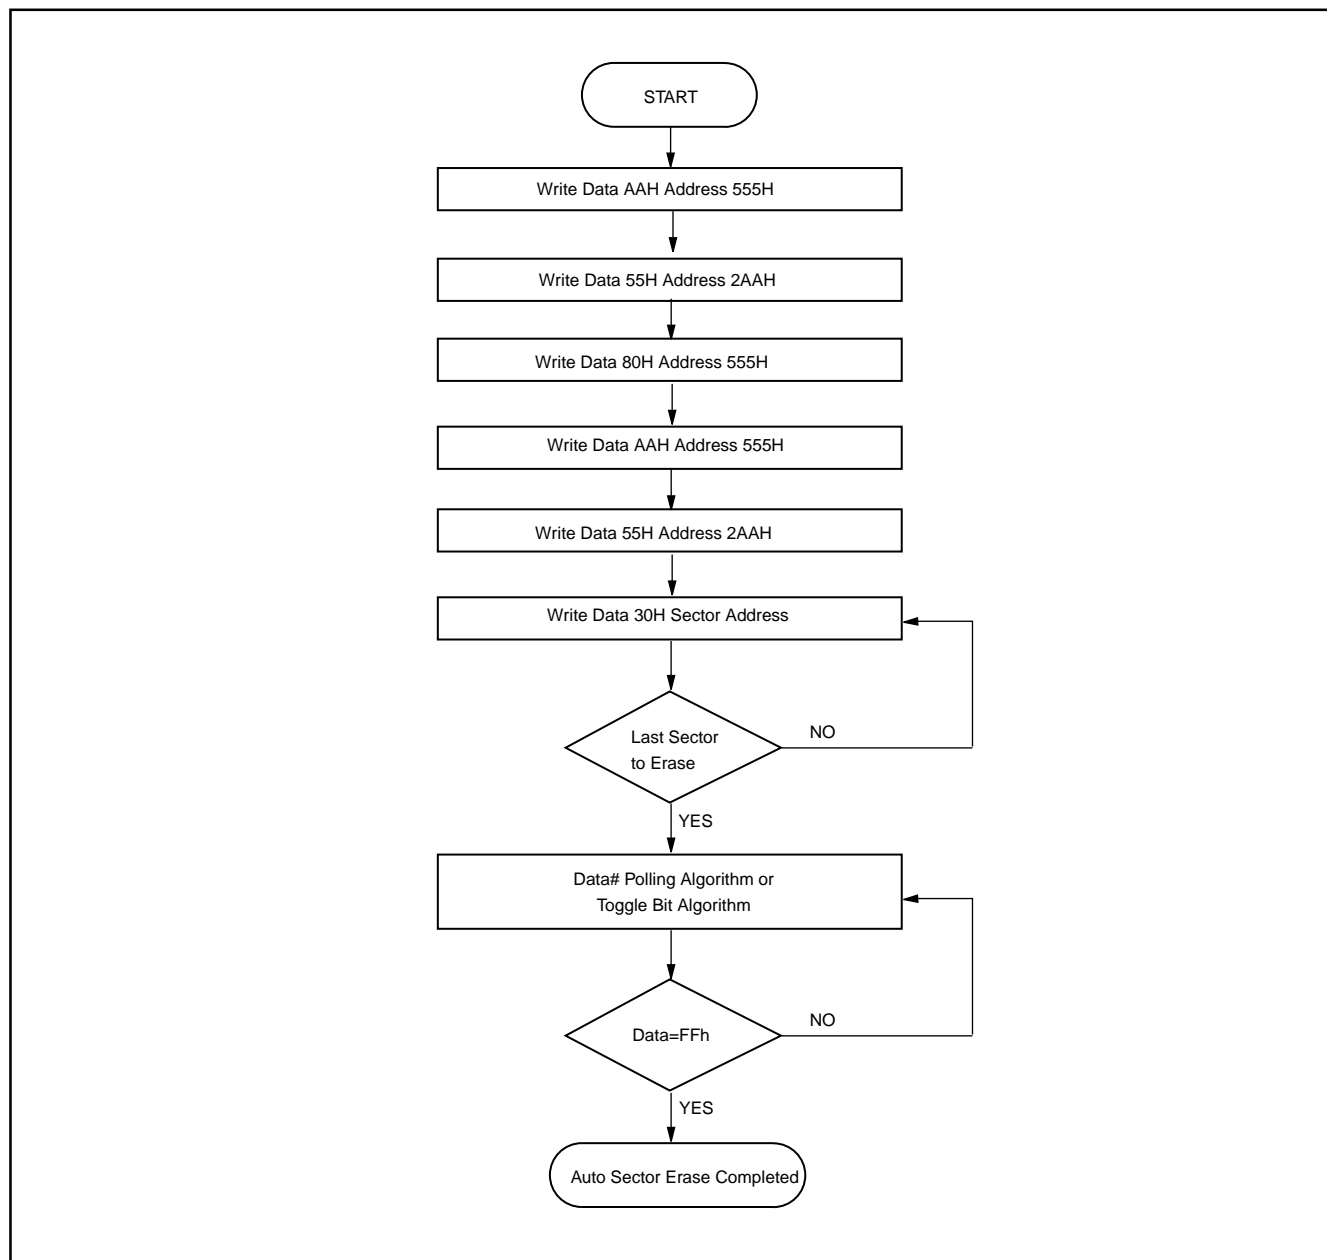 START
Write Data AAH Address 555H
Write Data 55H Address 2AAH
Write Data 80H Address 555H
Write Data AAH Address 555H
Write Data 55H Address 2AAH
Write Data 30H Sector Address
Last Sector
to Erase
NO
YES
Data# Polling Algorithm or
Toggle Bit Algorithm
Data=FFh
NO
YES
Auto Sector Erase Completed